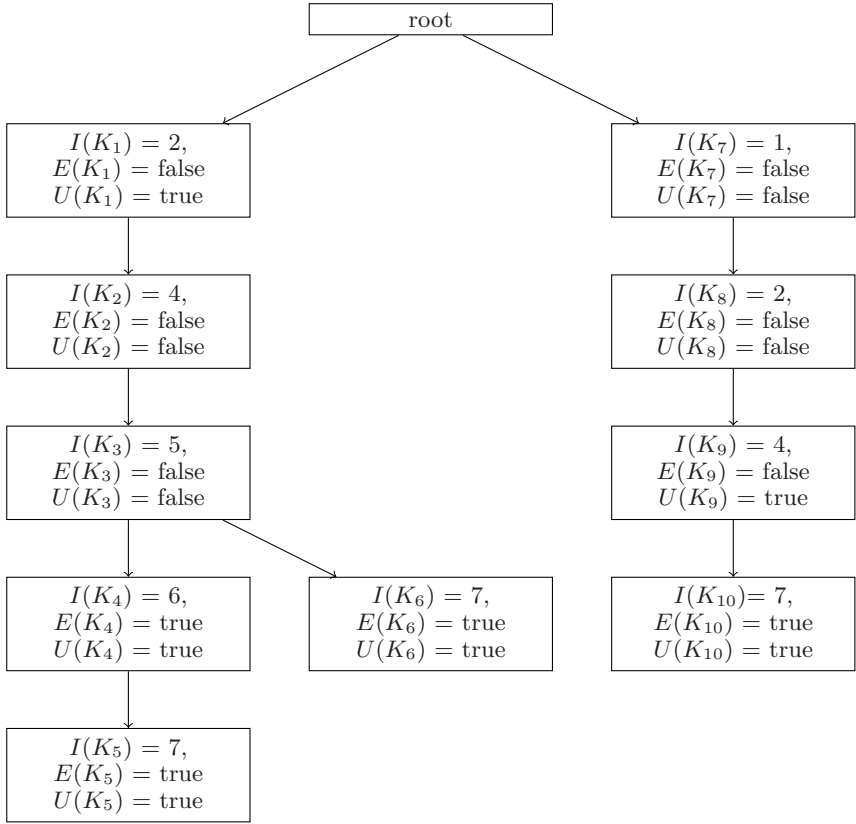 root
I(K₁) = 2,
E(K₁) = false
U(K₁) = true
I(K₇) = 1,
E(K₇) = false
U(K₇) = false
I(K₂) = 4,
E(K₂) = false
U(K₂) = false
I(K₈) = 2,
E(K₈) = false
U(K₈) = false
I(K₃) = 5,
E(K₃) = false
U(K₃) = false
I(K₉) = 4,
E(K₉) = false
U(K₉) = true
I(K₄) = 6,
E(K₄) = true
U(K₄) = true
I(K₆) = 7,
E(K₆) = true
U(K₆) = true
I(K₁₀)= 7,
E(K₁₀) = true
U(K₁₀) = true
I(K₅) = 7,
E(K₅) = true
U(K₅) = true